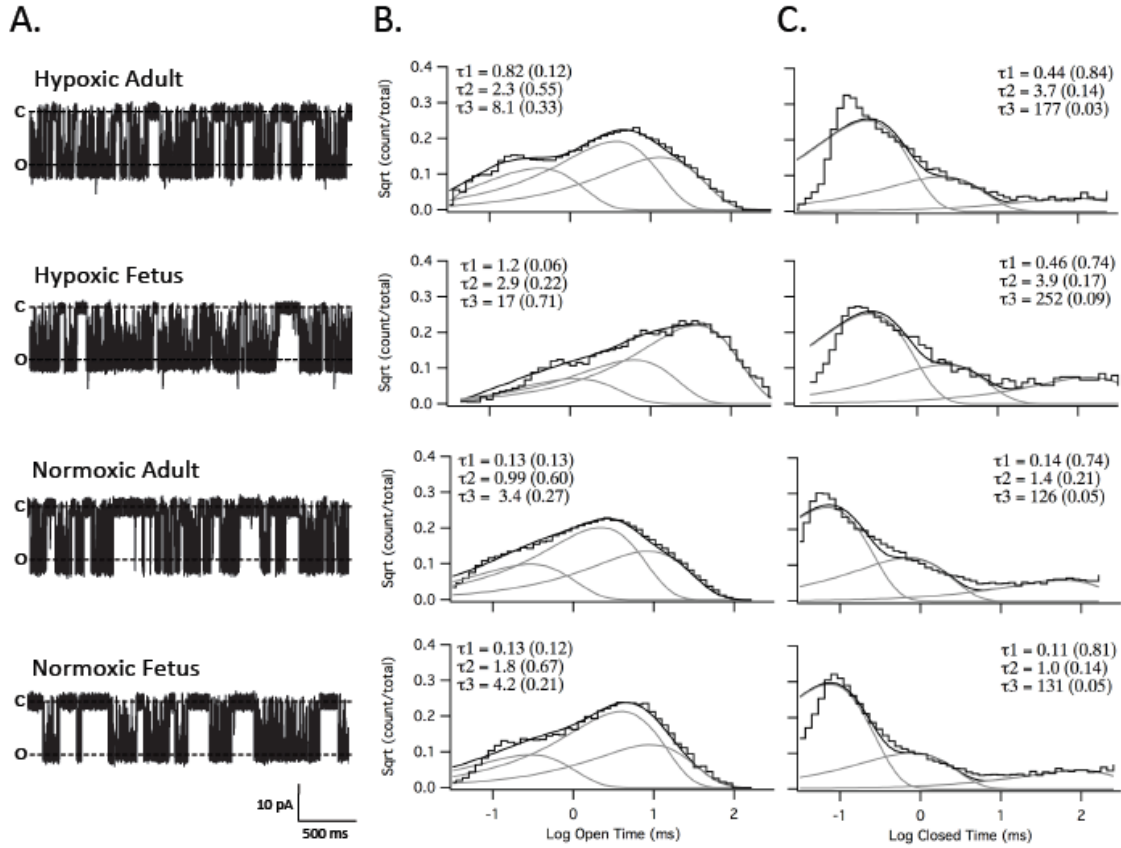 A.
B.
C.
Hypoxic Adult
C
O
Sqrt (count/total)
0.4
0.3
0.2
0.1
0.0
τ1 = 0.82 (0.12)
τ2 = 2.3 (0.55)
τ3 = 8.1 (0.33)
τ1 = 0.44 (0.84)
τ2 = 3.7 (0.14)
τ3 = 177 (0.03)
Hypoxic Fetus
C
O
Sqrt (count/total)
0.4
0.3
0.2
0.1
0.0
τ1 = 1.2 (0.06)
τ2 = 2.9 (0.22)
τ3 = 17 (0.71)
τ1 = 0.46 (0.74)
τ2 = 3.9 (0.17)
τ3 = 252 (0.09)
Normoxic Adult
C
O
Sqrt (count/total)
0.4
0.3
0.2
0.1
0.0
τ1 = 0.13 (0.13)
τ2 = 0.99 (0.60)
τ3 = 3.4 (0.27)
τ1 = 0.14 (0.74)
τ2 = 1.4 (0.21)
τ3 = 126 (0.05)
Normoxic Fetus
C
O
10 pA
500 ms
Sqrt (count/total)
0.4
0.3
0.2
0.1
0.0
τ1 = 0.13 (0.12)
τ2 = 1.8 (0.67)
τ3 = 4.2 (0.21)
-1 0 1 2
Log Open Time (ms)
τ1 = 0.11 (0.81)
τ2 = 1.0 (0.14)
τ3 = 131 (0.05)
-1 0 1 2
Log Closed Time (ms)